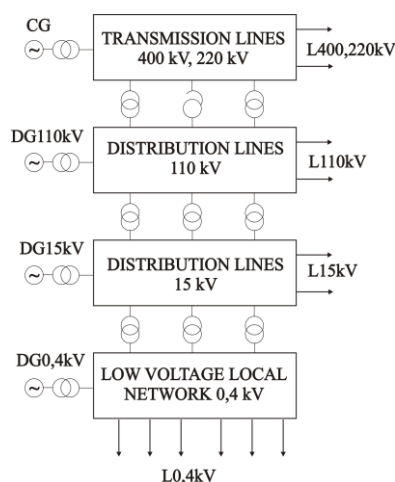 CG
TRANSMISSION LINES
400 kV, 220 kV
L400,220kV
~
DG110kV
DISTRIBUTION LINES
110 kV
L110kV
~
DG15kV
DISTRIBUTION LINES
15 kV
L15kV
~
DG0,4kV
LOW VOLTAGE LOCAL
NETWORK 0,4 kV
~
L0,4kV